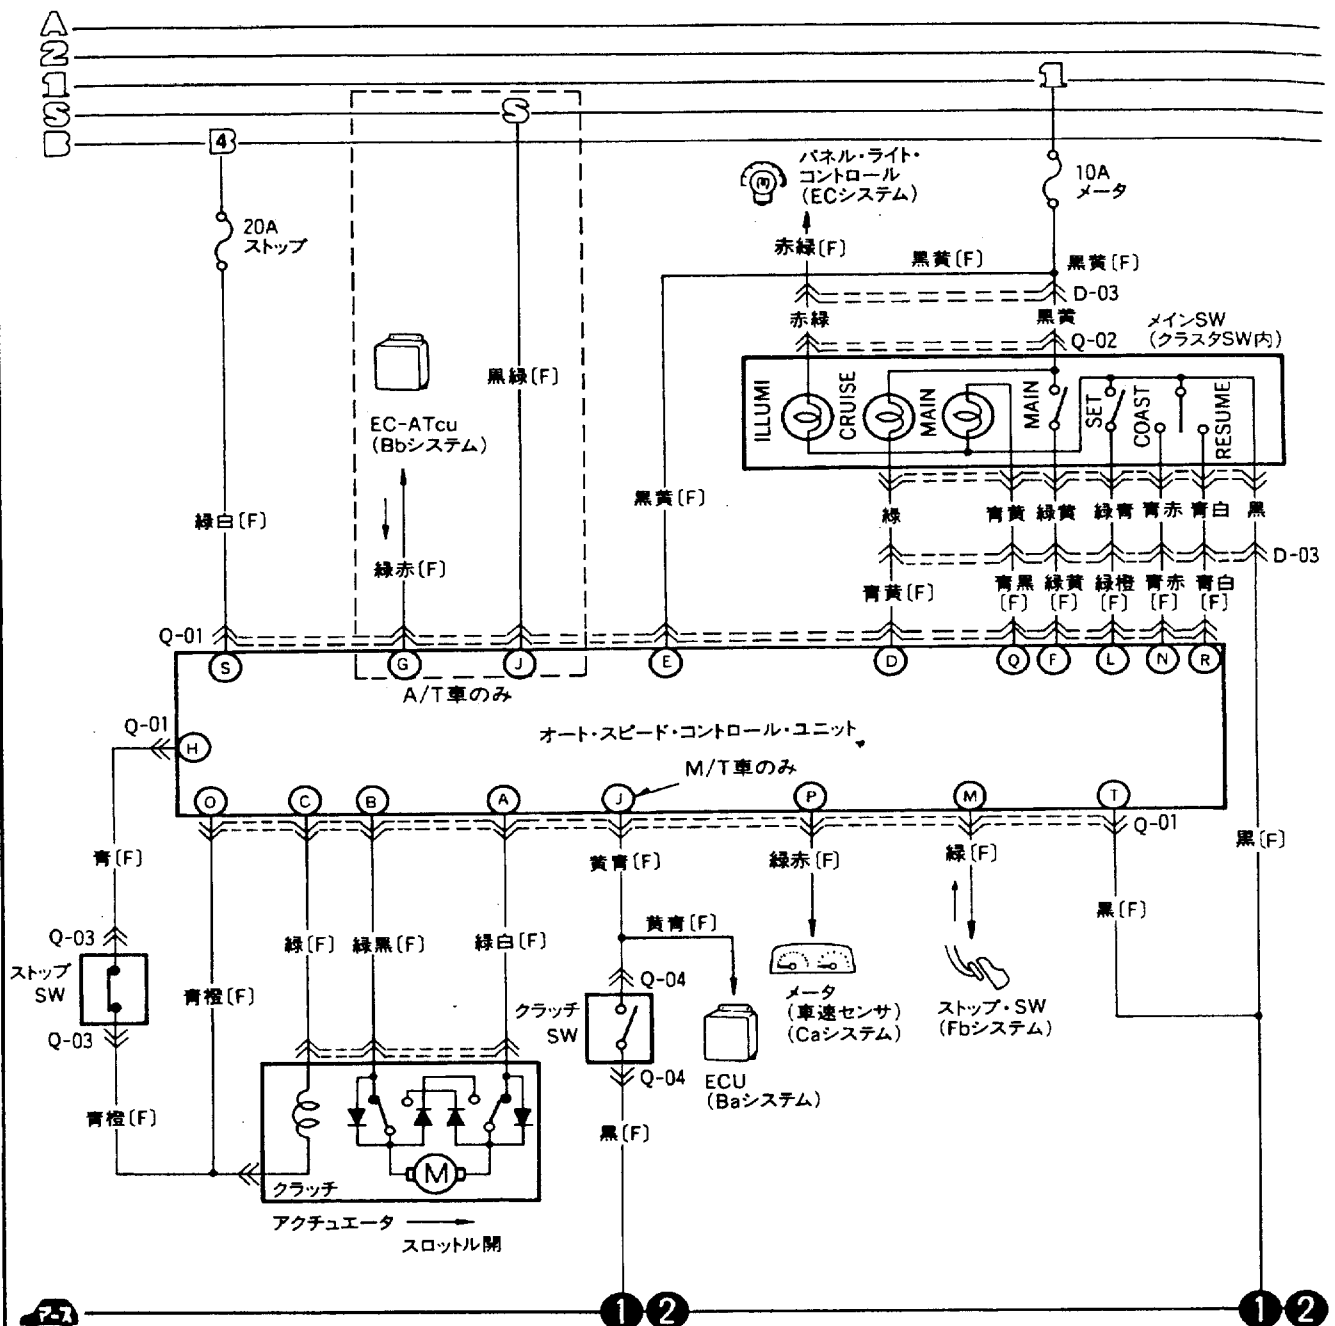 A
2
1
S
B
4
S
1
20A
ストップ
パネル・ライト・
コントロール
(ECシステム)
10A
メータ
赤緑〔F〕
黒黄〔F〕
黒黄〔F〕
D-03
赤緑
黒黄
Q-02
メインSW
(クラスタSW内)
ILLUMI
CRUISE
MAIN
MAIN
SET
COAST
RESUME
EC-ATcu
(Bbシステム)
黒緑〔F〕
緑白〔F〕
緑赤〔F〕
黒黄〔F〕
緑
青黄
緑黄
緑青
青赤
青白
黒
D-03
青黄〔F〕
青黒〔F〕
緑黄〔F〕
緑橙〔F〕
青赤〔F〕
青白〔F〕
Q-01
S
G
J
E
D
Q
F
L
N
R
A/T車のみ
オート・スピード・コントロール・ユニット
M/T車のみ
Q-01
H
O
C
B
A
J
P
M
T
Q-01
青〔F〕
黄青〔F〕
緑赤〔F〕
緑〔F〕
黒〔F〕
黒〔F〕
Q-03
ストップ
SW
Q-03
青橙〔F〕
緑〔F〕
緑黒〔F〕
緑白〔F〕
黄青〔F〕
Q-04
クラッチ
SW
Q-04
ECU
(Baシステム)
メータ
(車速センサ)
(Caシステム)
ストップ・SW
(Fbシステム)
青橙〔F〕
黒〔F〕
M
クラッチ
アクチュエータ
スロットル開
アース
1 2
1 2